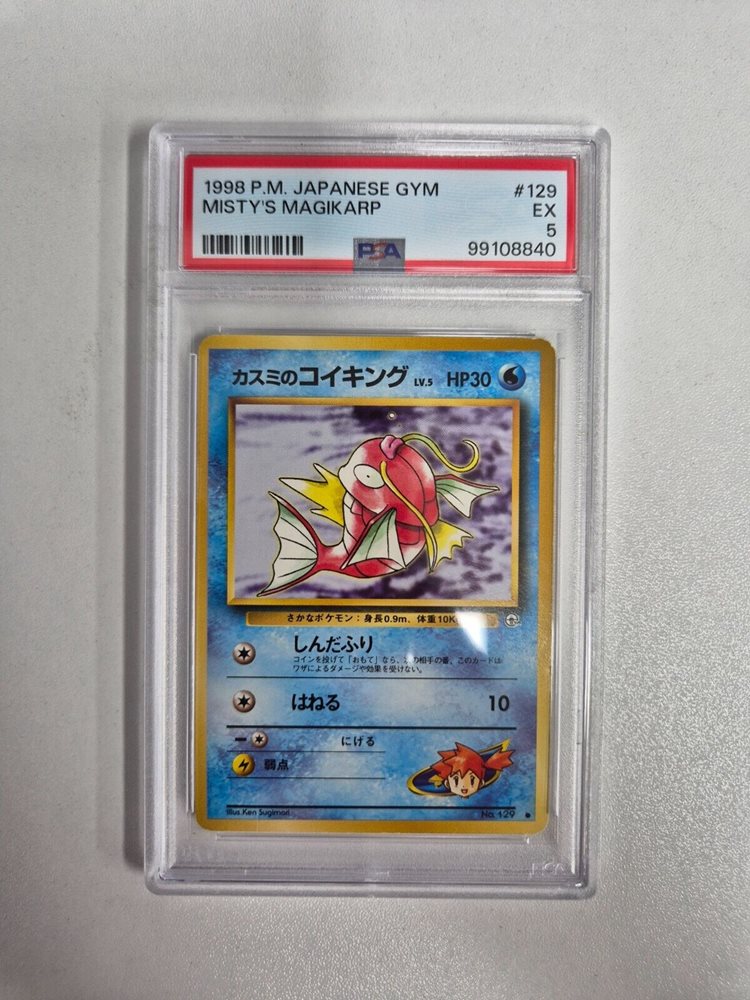 1998 P.M. JAPANESE GYM #129
MISTY'S MAGIKARP EX
5
PSA 99108840
カスミのコイキング LV.5 HP30
さかなポケモン：身長0.9m、体重10K
しんだふり
コインを投げて「おもて」なら、次の相手の番、このカードは
ワザによるダメージや効果を受けない。
はねる 10
にげる
弱点
Illus.Ken Sugimori No. 129